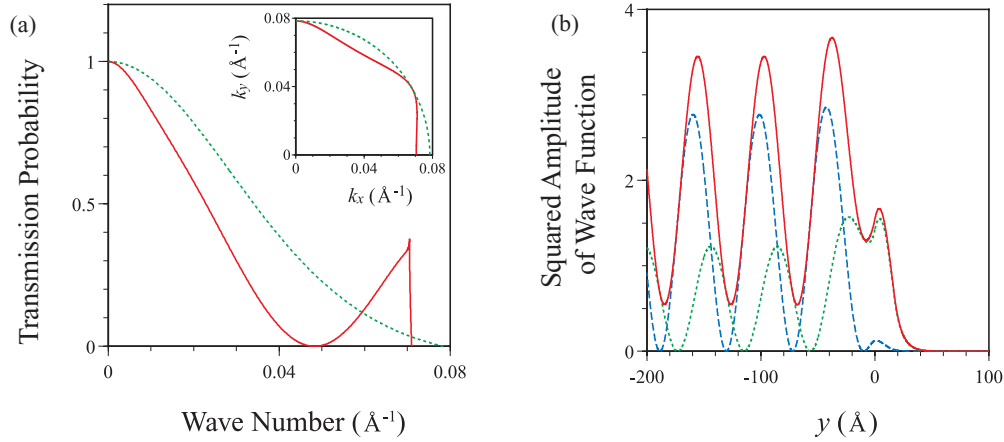 (a)
Transmission Probability
1
0.5
0
0
0.04
0.08
Wave Number (Å⁻¹)
0.08
0.04
0
0
0.04
0.08
k_y (Å⁻¹)
k_x (Å⁻¹)
(b)
Squared Amplitude
of Wave Function
4
2
0
-200
-100
0
100
y (Å)